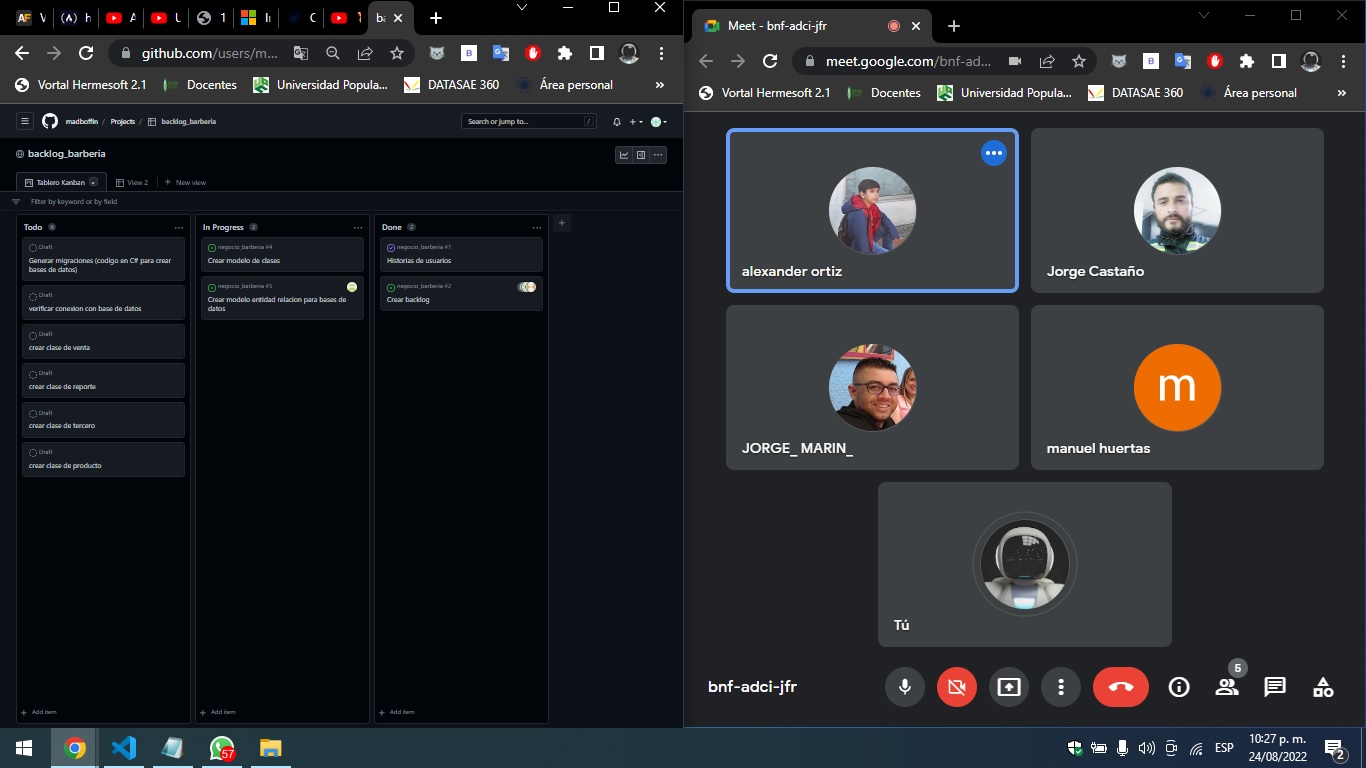 V
h
A
U
1
I
C
Y
ba
github.com/users/m...
Vortal Hermesoft 2.1
Docentes
Universidad Popula...
DATASAE 360
Área personal
»
madboffin / Projects / backlog_berberia
Search or jump to...
/
backlog_barberia
Tablero Kanban
View 2
New view
Filter by keyword or by field
Todo 6
Draft
Generar migraciones (codigo en C# para crear
bases de datos)
Draft
verificar conexion con base de datos
Draft
crear clase de venta
Draft
crear clase de reporte
Draft
crear clase de tercero
Draft
crear clase de producto
Add item
In Progress 2
negocio_barberia #4
Crear modelo de clases
negocio_barberia #5
Crear modelo entidad relacion para bases de
datos
Add item
Done 2
negocio_barberia #1
Historias de usuarios
negocio_barberia #2
Crear backlog
Add item
Meet - bnf-adci-jfr
meet.google.com/bnf-ad...
Vortal Hermesoft 2.1
Docentes
Universidad Popula...
DATASAE 360
Área personal
»
alexander ortiz
Jorge Castaño
JORGE_ MARIN_
m
manuel huertas
Tú
bnf-adci-jfr
5
57
ESP
10:27 p. m.
24/08/2022
2